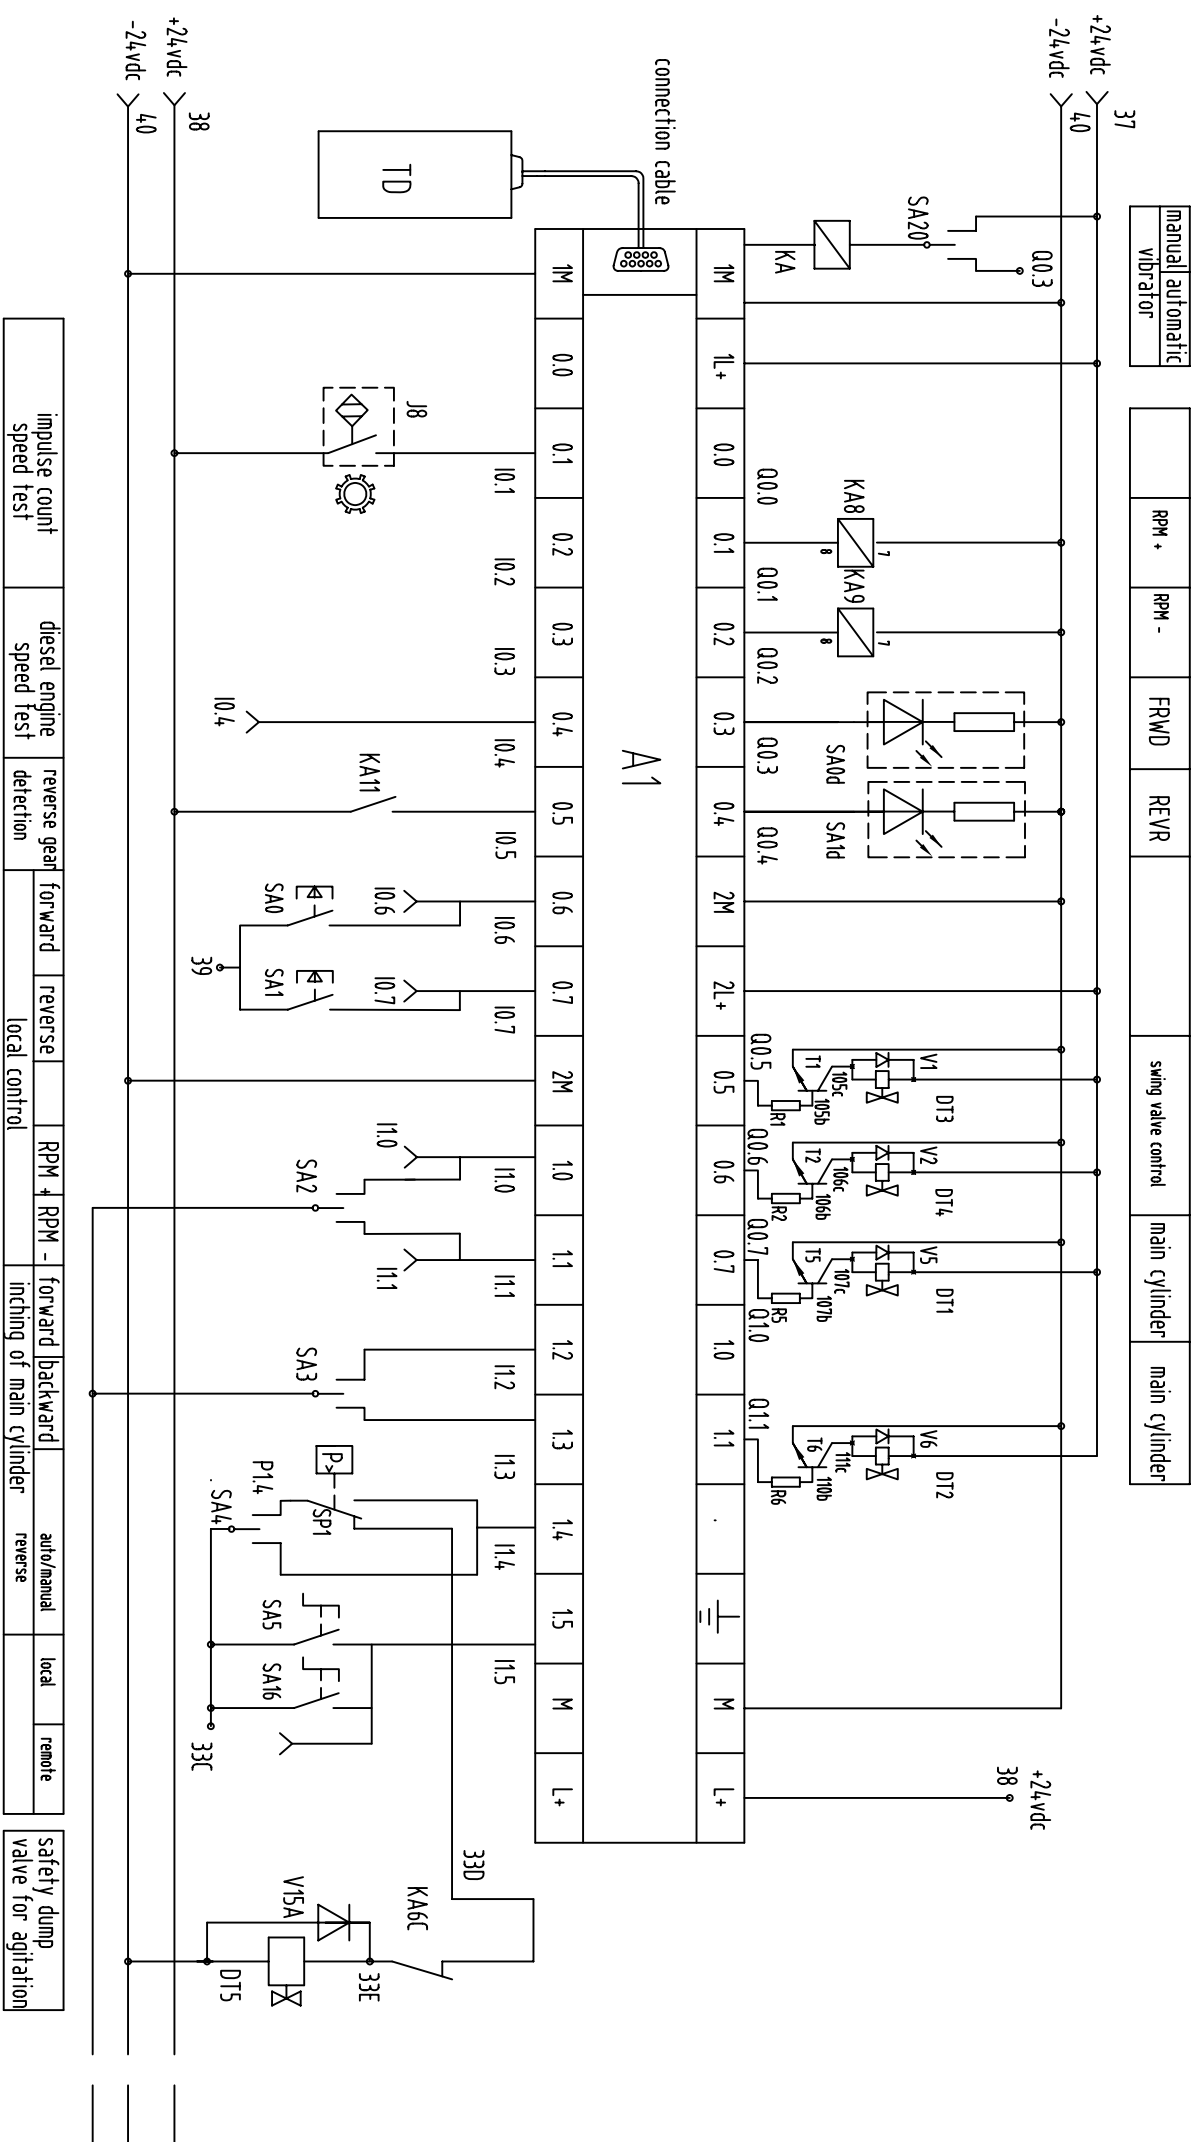 manual automatic
vibrator
RPM +
RPM -
FRWD
REVR
swing valve control
main cylinder
main cylinder
37
+24vdc
40
-24vdc
Q0.3
SA20
KA
KA8
7
8
KA9
7
8
SA0d
SA1d
V1
DT3
105c
T1
105b
R1
V2
DT4
106c
T2
106b
R2
V5
DT1
107c
T5
107b
R5
V6
DT2
111c
T6
110b
R6
+24vdc
38
Q0.0
Q0.1
Q0.2
Q0.3
Q0.4
Q0.5
Q0.6
Q0.7
Q1.0
Q1.1
1M
1L+
0.0
0.1
0.2
0.3
0.4
2M
2L+
0.5
0.6
0.7
1.0
1.1
.
M
L+
connection cable
A1
TD
1M
0.0
0.1
0.2
0.3
0.4
0.5
0.6
0.7
2M
1.0
1.1
1.2
1.3
1.4
1.5
M
L+
I0.1
I0.2
I0.3
I0.4
I0.5
I0.6
I0.7
I1.0
I1.1
I1.2
I1.3
I1.4
I1.5
33D
J8
I0.4
KA11
I0.6
SA0
I0.7
SA1
39
I1.0
SA2
I1.1
SA3
P>
SP1
P1.4
. SA4
SA5
SA16
33C
KA6C
V15A
33E
DT5
38
+24vdc
40
-24vdc
impulse count
speed test
diesel engine
speed test
reverse gear
detection
forward
reverse
RPM +
RPM -
local control
forward
backward
inching of main cylinder
auto/manual
reverse
local
remote
safety dump
valve for agitation